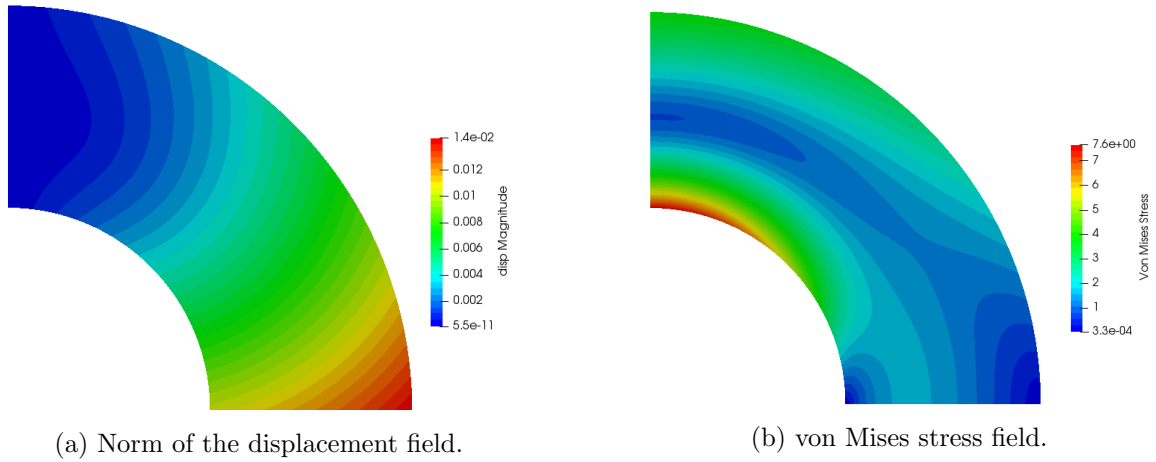 1.4e-02
0.012
0.01
0.008
0.006
0.004
0.002
5.5e-11
disp Magnitude
7.6e+00
7
6
5
4
3
2
1
3.3e-04
Von Mises Stress
(a) Norm of the displacement field.
(b) von Mises stress field.